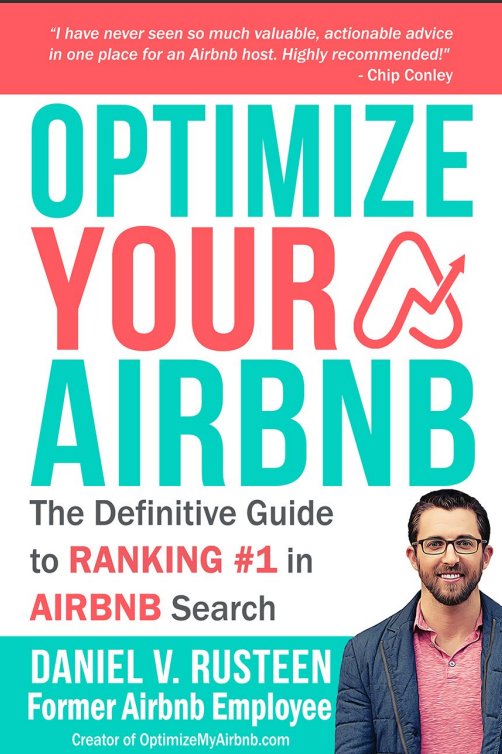 “I have never seen so much valuable, actionable advice
in one place for an Airbnb host. Highly recommended!"
- Chip Conley
OPTIMIZE
YOUR
AIRBNB
The Definitive Guide
to RANKING #1 in
AIRBNB Search
DANIEL V. RUSTEEN
Former Airbnb Employee
Creator of OptimizeMyAirbnb.com